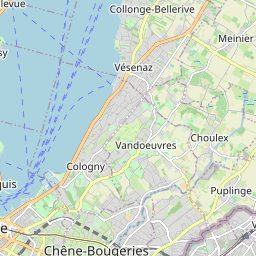 Collonge-Bellerive
Meinier
Vésenaz
Choulex
Vandoeuvres
Cologny
Puplinge
Chêne-Bougeries